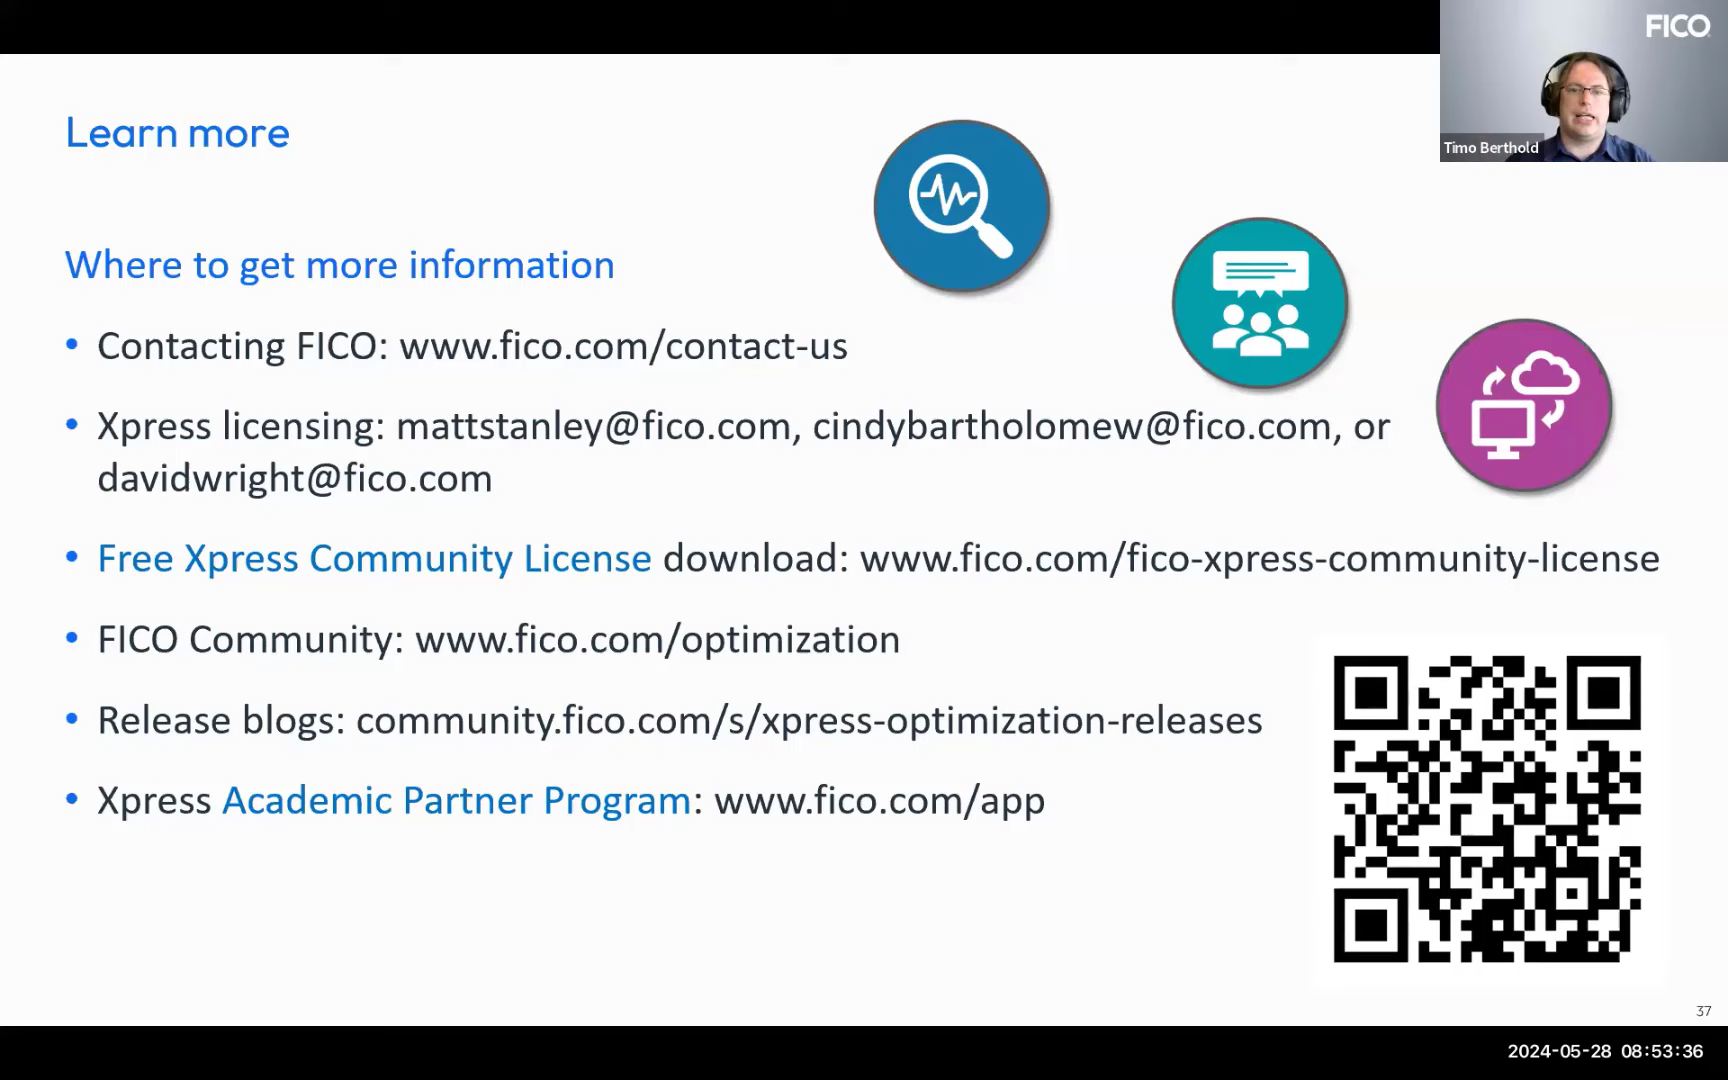 FICO
Timo Berthold
Learn more
Where to get more information
• Contacting FICO: www.fico.com/contact-us
• Xpress licensing: mattstanley@fico.com, cindybartholomew@fico.com, or
davidwright@fico.com
• Free Xpress Community License download: www.fico.com/fico-xpress-community-license
• FICO Community: www.fico.com/optimization
• Release blogs: community.fico.com/s/xpress-optimization-releases
• Xpress Academic Partner Program: www.fico.com/app
37
2024-05-28 08:53:36